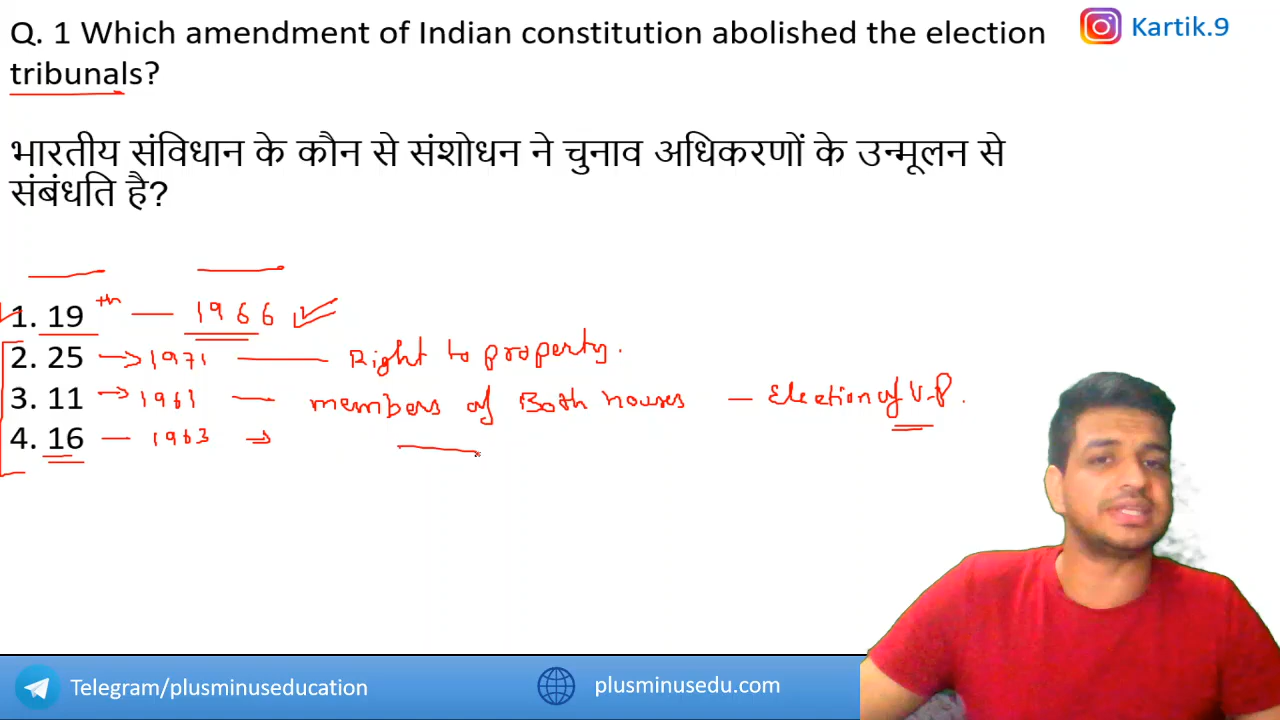 Q. 1 Which amendment of Indian constitution abolished the election
tribunals?
Kartik.9
भारतीय संविधान के कौन से संशोधन ने चुनाव अधिकरणों के उन्मूलन से
संबंधति है?
1. 19 th — 1966
2. 25 → 1971 — Right to property.
3. 11 → 1961 — members of Both houses — Election of V.P.
4. 16 — 1963 →
Telegram/plusminuseducation
plusminusedu.com